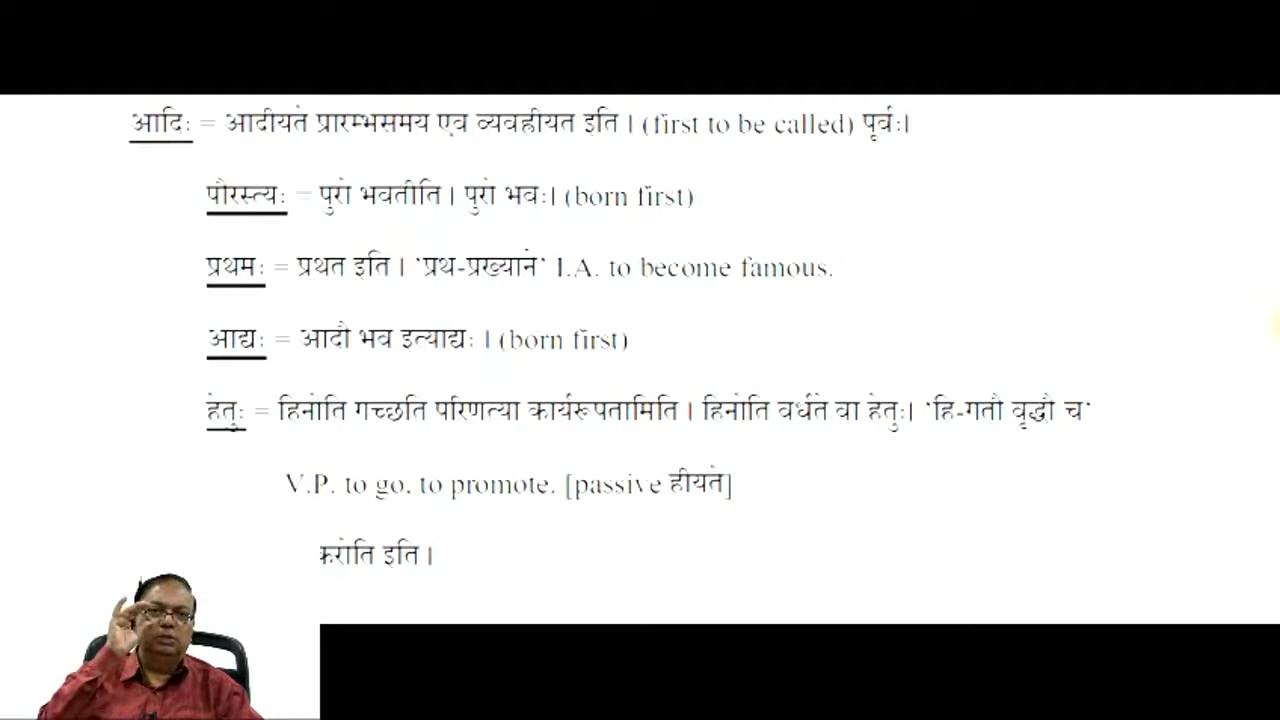 आदिः = आदीयते प्रारम्भसमय एव व्यवह्रीयत इति । (first to be called) पूर्वः।
पौरस्त्यः = पुरो भवतीति । पुरो भवः। (born first)
प्रथमः = प्रथत इति । 'प्रथ-प्रख्याने' I.A. to become famous.
आद्यः = आदौ भव इत्याद्यः । (born first)
हेतुः = हिनोति गच्छति परिणत्या कार्यरूपतामिति । हिनोति वर्धते वा हेतुः। 'हि-गतौ वृद्धौ च'
V.P. to go, to promote. [passive हीयते]
करोति इति ।